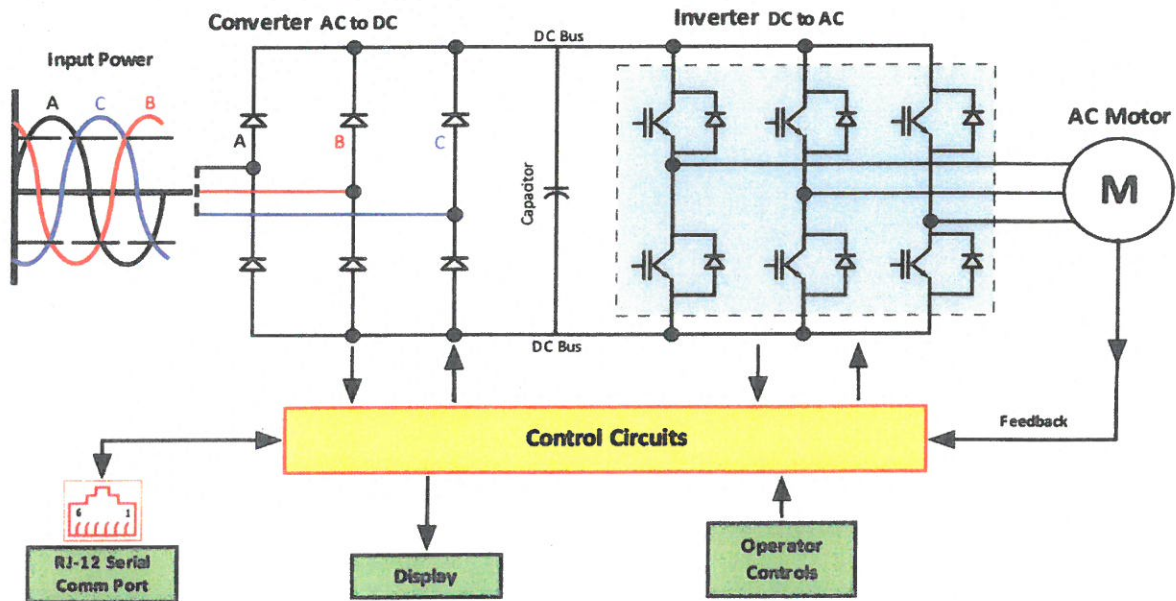 Converter AC to DC
Inverter DC to AC
DC Bus
Input Power
A
C
B
AC Motor
A
B
C
Capacitor
M
DC Bus
Control Circuits
Feedback
6
1
RJ-12 Serial
Comm Port
Display
Operator
Controls